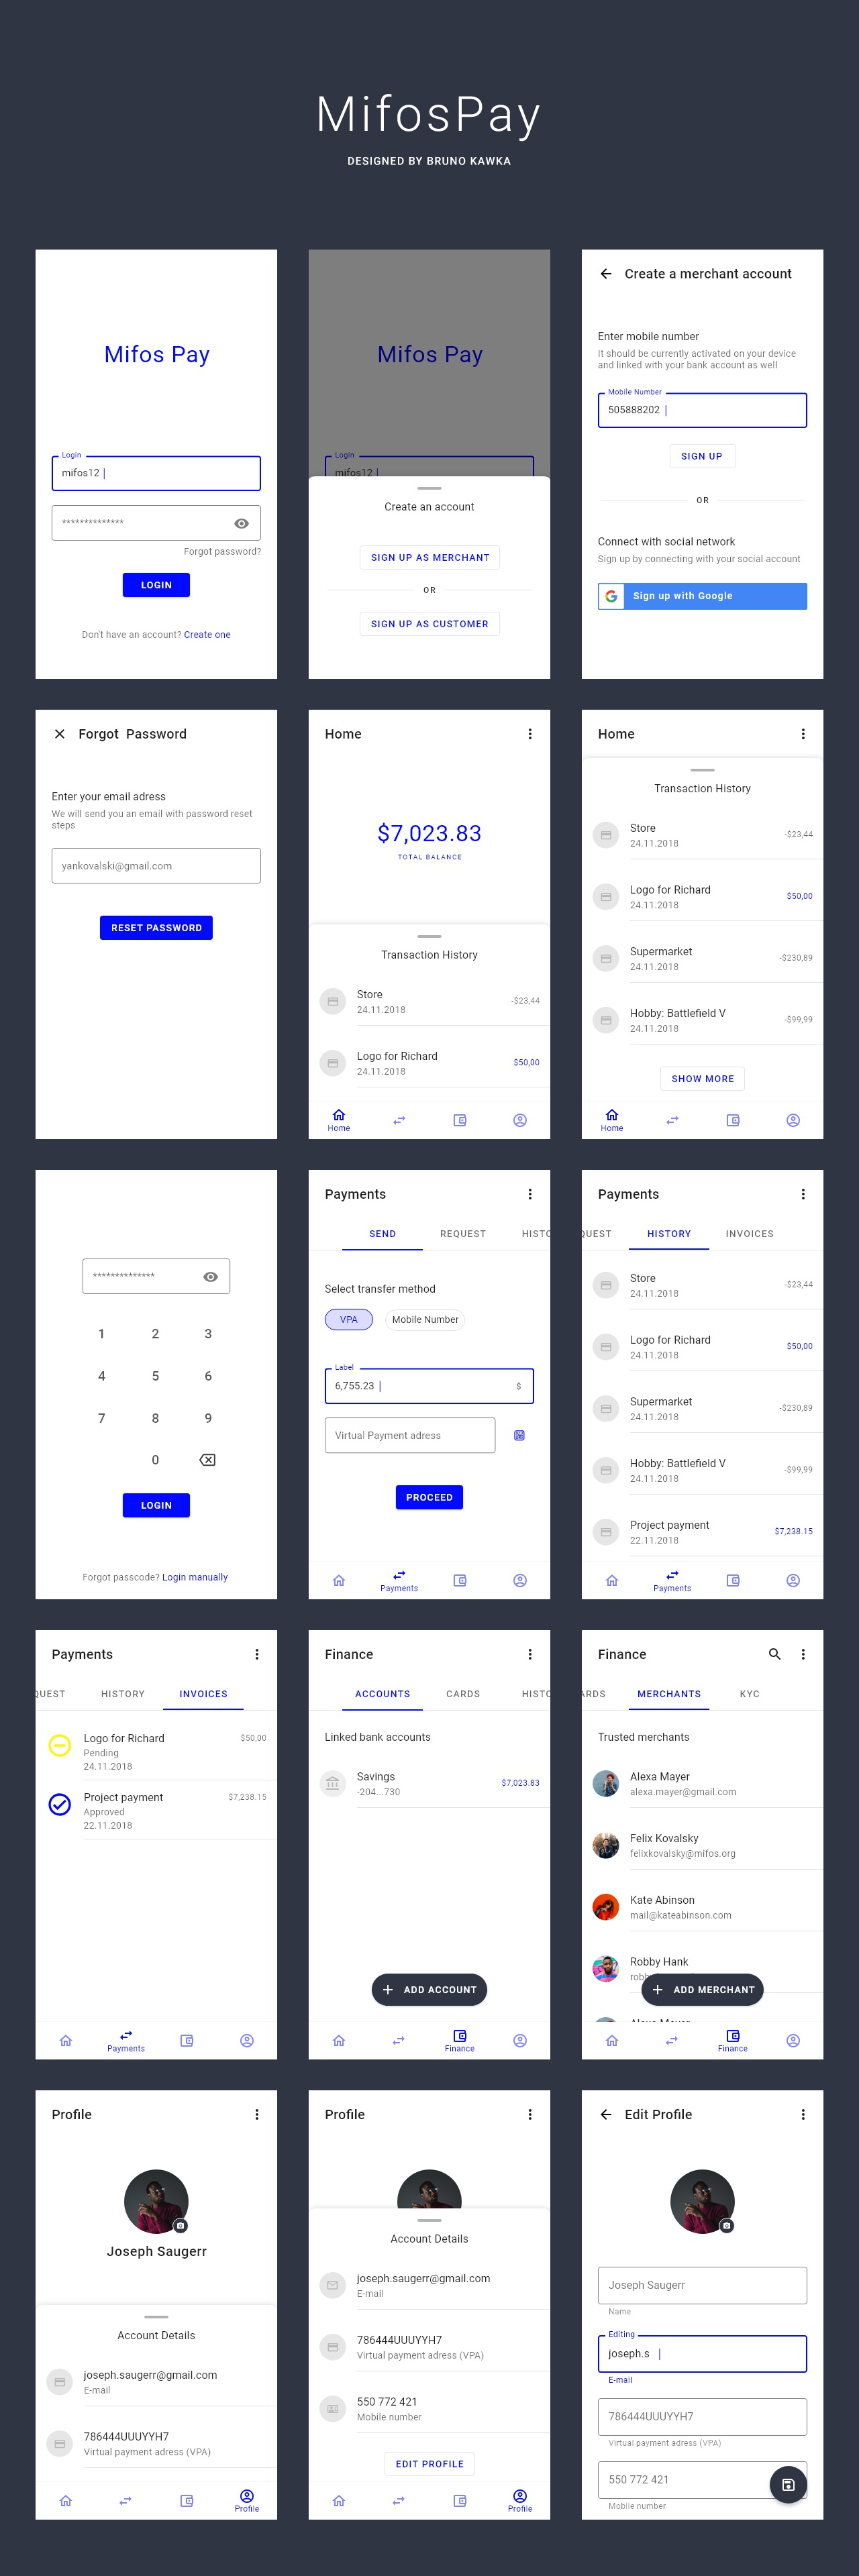 MifosPay
DESIGNED BY BRUNO KAWKA
Mifos Pay
Login
mifos12
**************
Forgot password?
LOGIN
Don't have an account? Create one
Mifos Pay
Login
mifos12
Create an account
SIGN UP AS MERCHANT
OR
SIGN UP AS CUSTOMER
Create a merchant account
Enter mobile number
It should be currently activated on your device
and linked with your bank account as well
Mobile Number
505888202
SIGN UP
OR
Connect with social network
Sign up by connecting with your social account
G
Sign up with Google
Forgot Password
Enter your email adress
We will send you an email with password reset
steps
yankovalski@gmail.com
RESET PASSWORD
Home
$7,023.83
TOTAL BALANCE
Transaction History
Store
-$23,44
24.11.2018
Logo for Richard
$50,00
24.11.2018
Home
Home
Transaction History
Store
-$23,44
24.11.2018
Logo for Richard
$50,00
24.11.2018
Supermarket
-$230,89
24.11.2018
Hobby: Battlefield V
-$99,99
24.11.2018
SHOW MORE
Home
**************
1 2 3
4 5 6
7 8 9
0
LOGIN
Forgot passcode? Login manually
Payments
SEND REQUEST HISTO
Select transfer method
VPA Mobile Number
Label
6,755.23 $
Virtual Payment adress
PROCEED
Payments
Payments
QUEST HISTORY INVOICES
Store
-$23,44
24.11.2018
Logo for Richard
$50,00
24.11.2018
Supermarket
-$230,89
24.11.2018
Hobby: Battlefield V
-$99,99
24.11.2018
Project payment
$7,238.15
22.11.2018
Payments
Payments
QUEST HISTORY INVOICES
Logo for Richard $50,00
Pending
24.11.2018
Project payment $7,238.15
Approved
22.11.2018
Payments
Finance
ACCOUNTS CARDS HISTO
Linked bank accounts
Savings
$7,023.83
-204...730
ADD ACCOUNT
Finance
Finance
ARDS MERCHANTS KYC
Trusted merchants
Alexa Mayer
alexa.mayer@gmail.com
Felix Kovalsky
felixkovalsky@mifos.org
Kate Abinson
mail@kateabinson.com
Robby Hank
ADD MERCHANT
Finance
Profile
Joseph Saugerr
Account Details
joseph.saugerr@gmail.com
E-mail
786444UUUYYH7
Virtual payment adress (VPA)
Profile
Profile
Account Details
joseph.saugerr@gmail.com
E-mail
786444UUUYYH7
Virtual payment adress (VPA)
550 772 421
Mobile number
EDIT PROFILE
Profile
Edit Profile
Joseph Saugerr
Name
Editing
joseph.s
E-mail
786444UUUYYH7
Virtual payment adress (VPA)
550 772 421
Mobile number